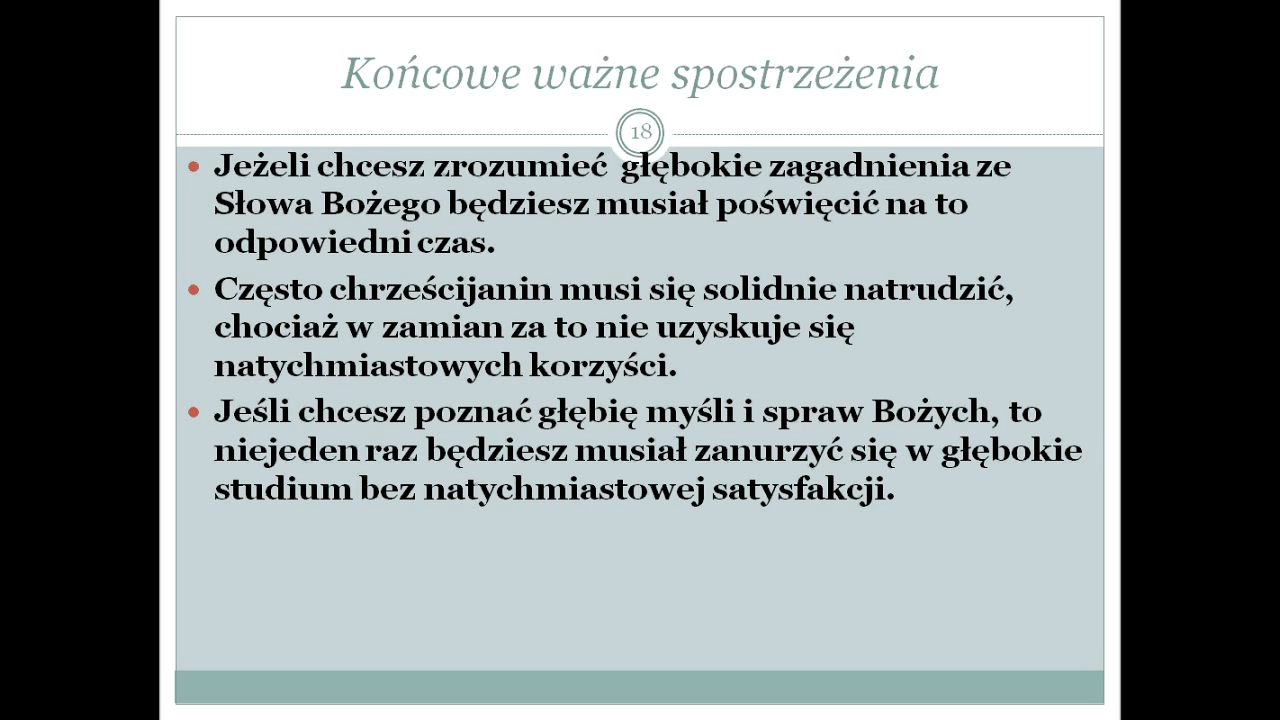 Końcowe ważne spostrzeżenia
18
• Jeżeli chcesz zrozumieć głębokie zagadnienia ze
Słowa Bożego będziesz musiał poświęcić na to
odpowiedni czas.
• Często chrześcijanin musi się solidnie natrudzić,
chociaż w zamian za to nie uzyskuje się
natychmiastowych korzyści.
• Jeśli chcesz poznać głębię myśli i spraw Bożych, to
niejeden raz będziesz musiał zanurzyć się w głębokie
studium bez natychmiastowej satysfakcji.